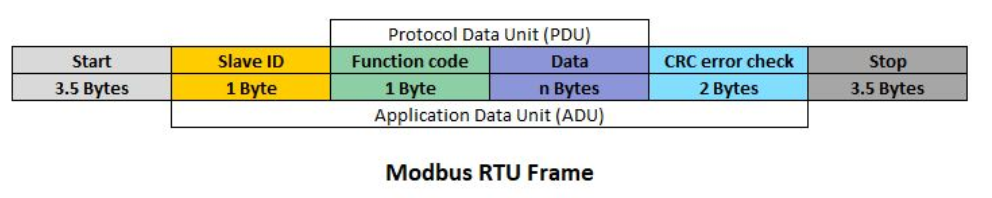 Protocol Data Unit (PDU)
Start Slave ID Function code Data CRC error check Stop
3.5 Bytes 1 Byte 1 Byte n Bytes 2 Bytes 3.5 Bytes
Application Data Unit (ADU)
Modbus RTU Frame